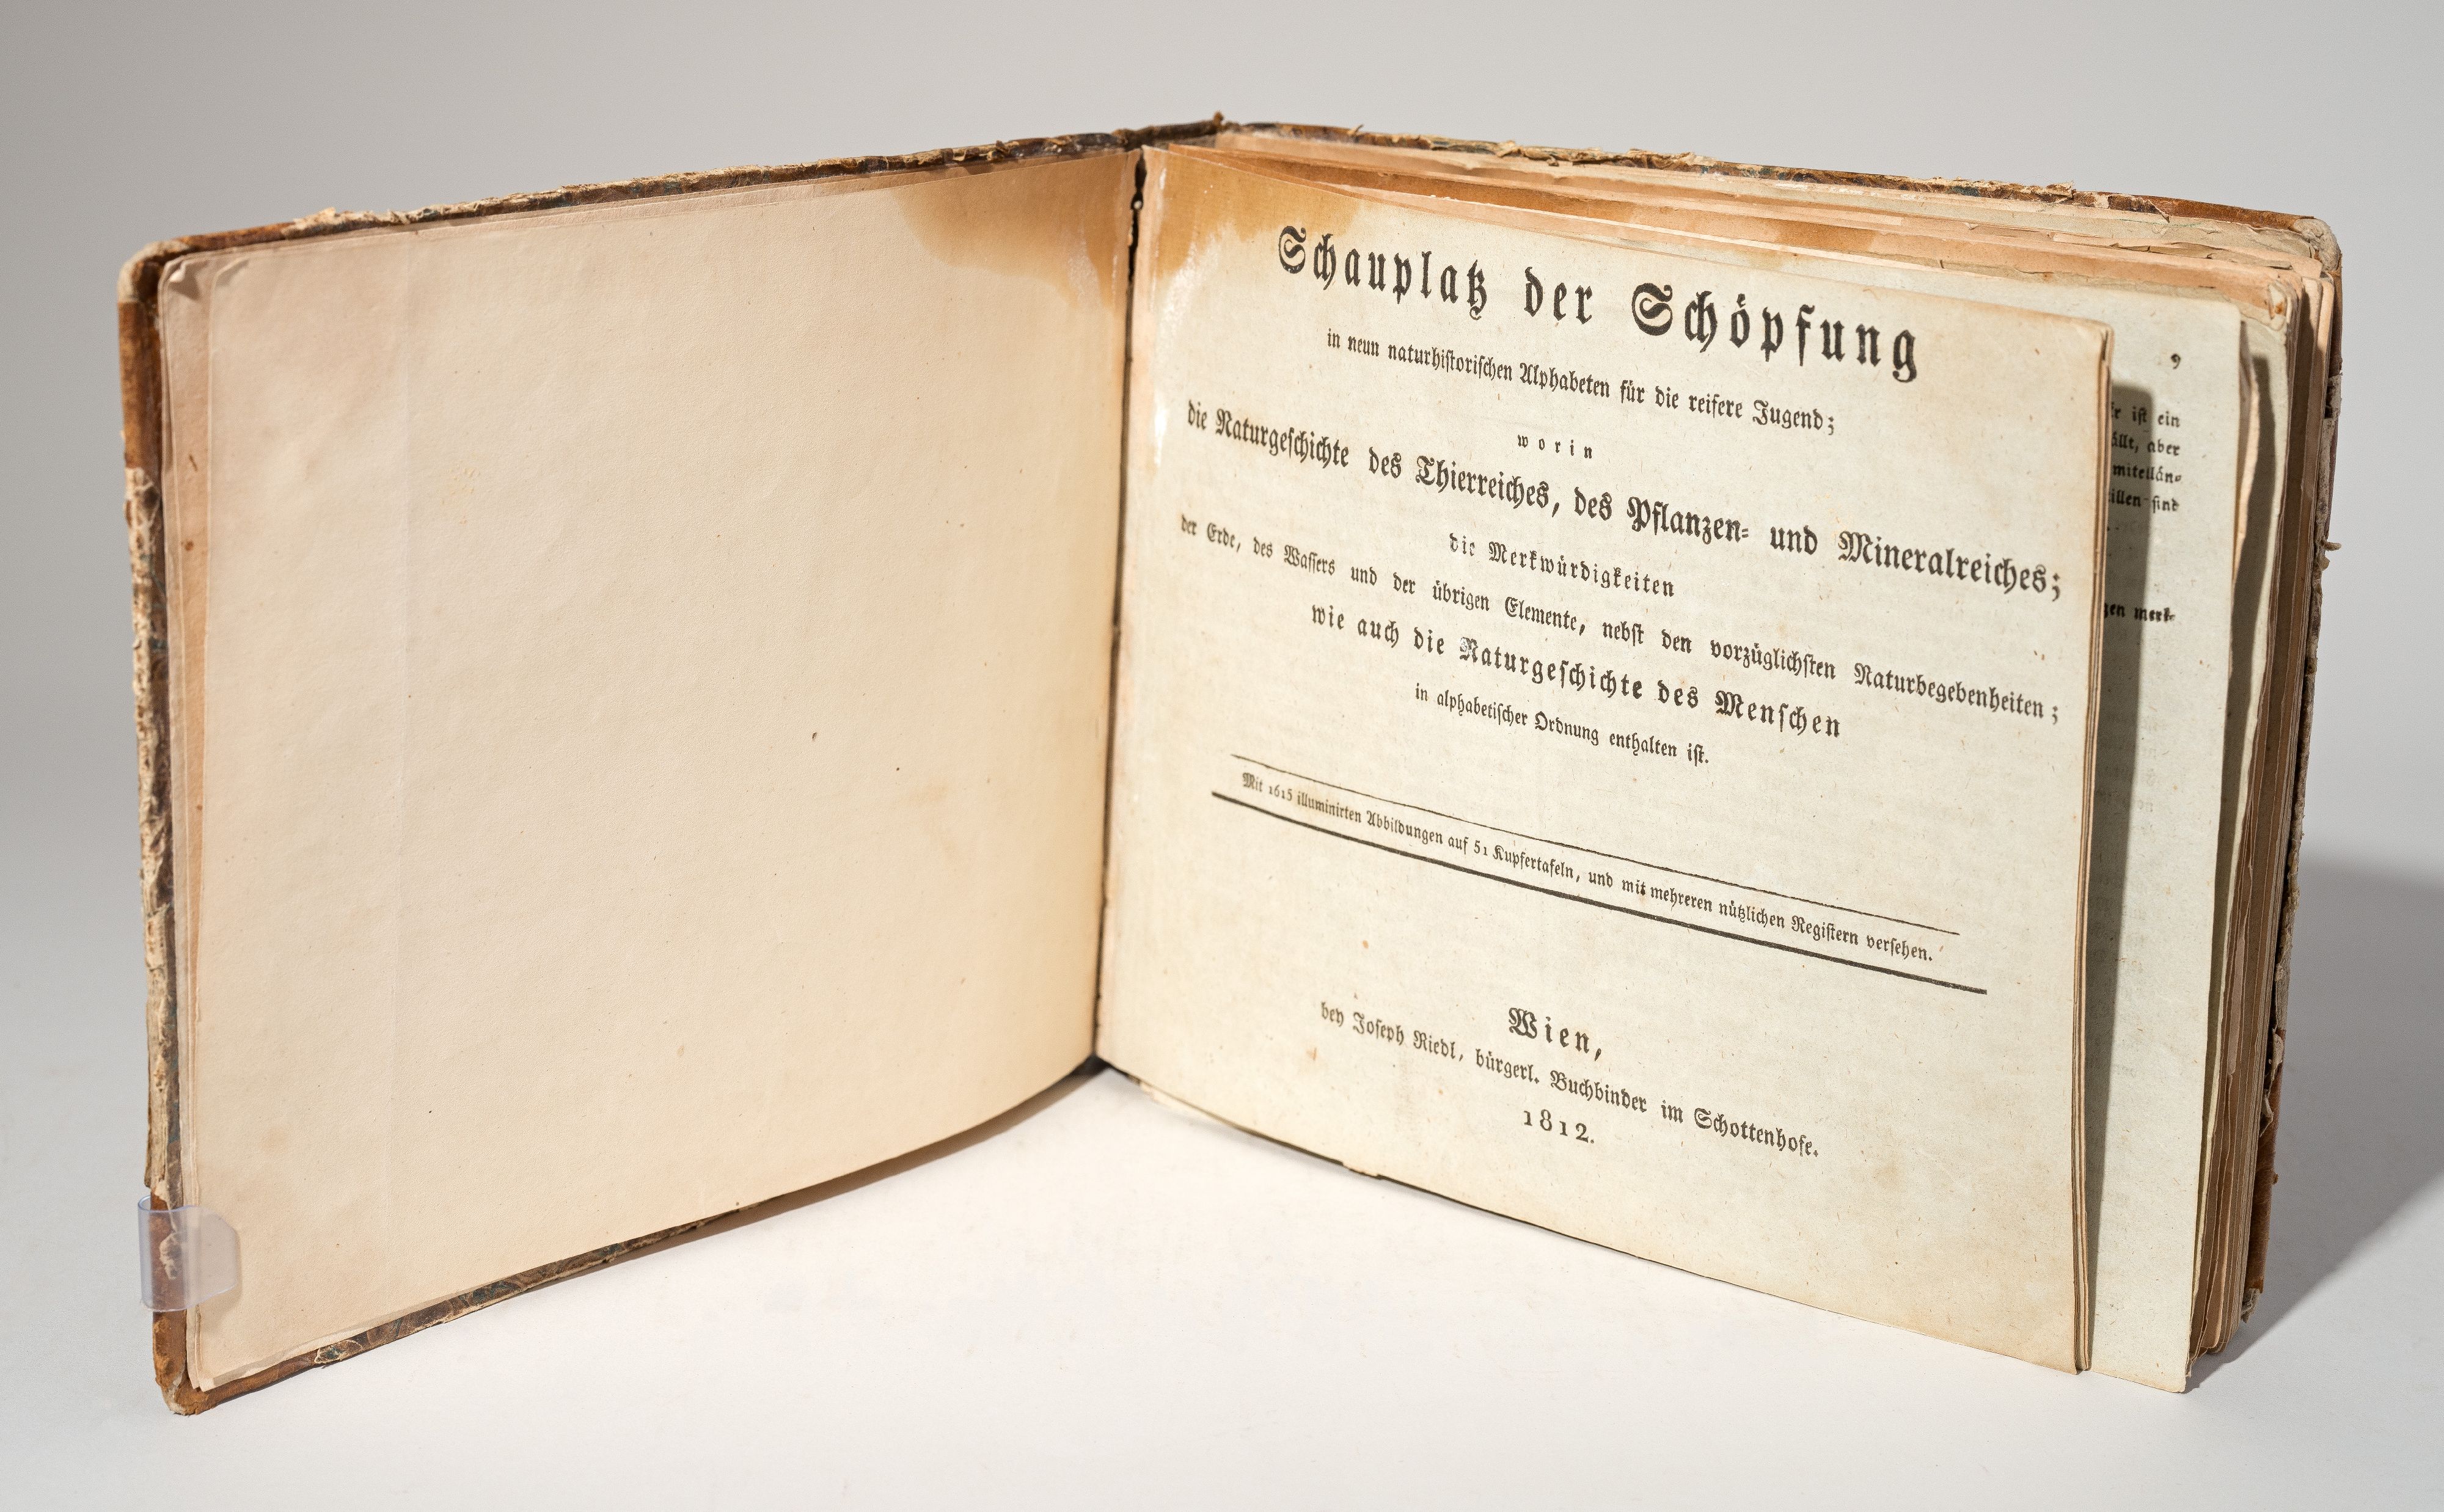 Schauplatz der Schöpfung
in neun naturhistorischen Alphabeten für die reifere Jugend;
worin
die Naturgeschichte des Thierreiches, des Pflanzen- und Mineralreiches;
die Merkwürdigkeiten
der Erde, des Wassers und der übrigen Elemente, nebst den vorzüglichsten Naturbegebenheiten;
wie auch die Naturgeschichte des Menschen
in alphabetischer Ordnung enthalten ist.
Mit 1615 illuminirten Abbildungen auf 51 Kupfertafeln, und mit mehreren nützlichen Registern versehen.
Wien,
bey Joseph Riedl, bürgerl. Buchbinder im Schottenhofe.
1812.
9
ist ein
aber
sind
merk-